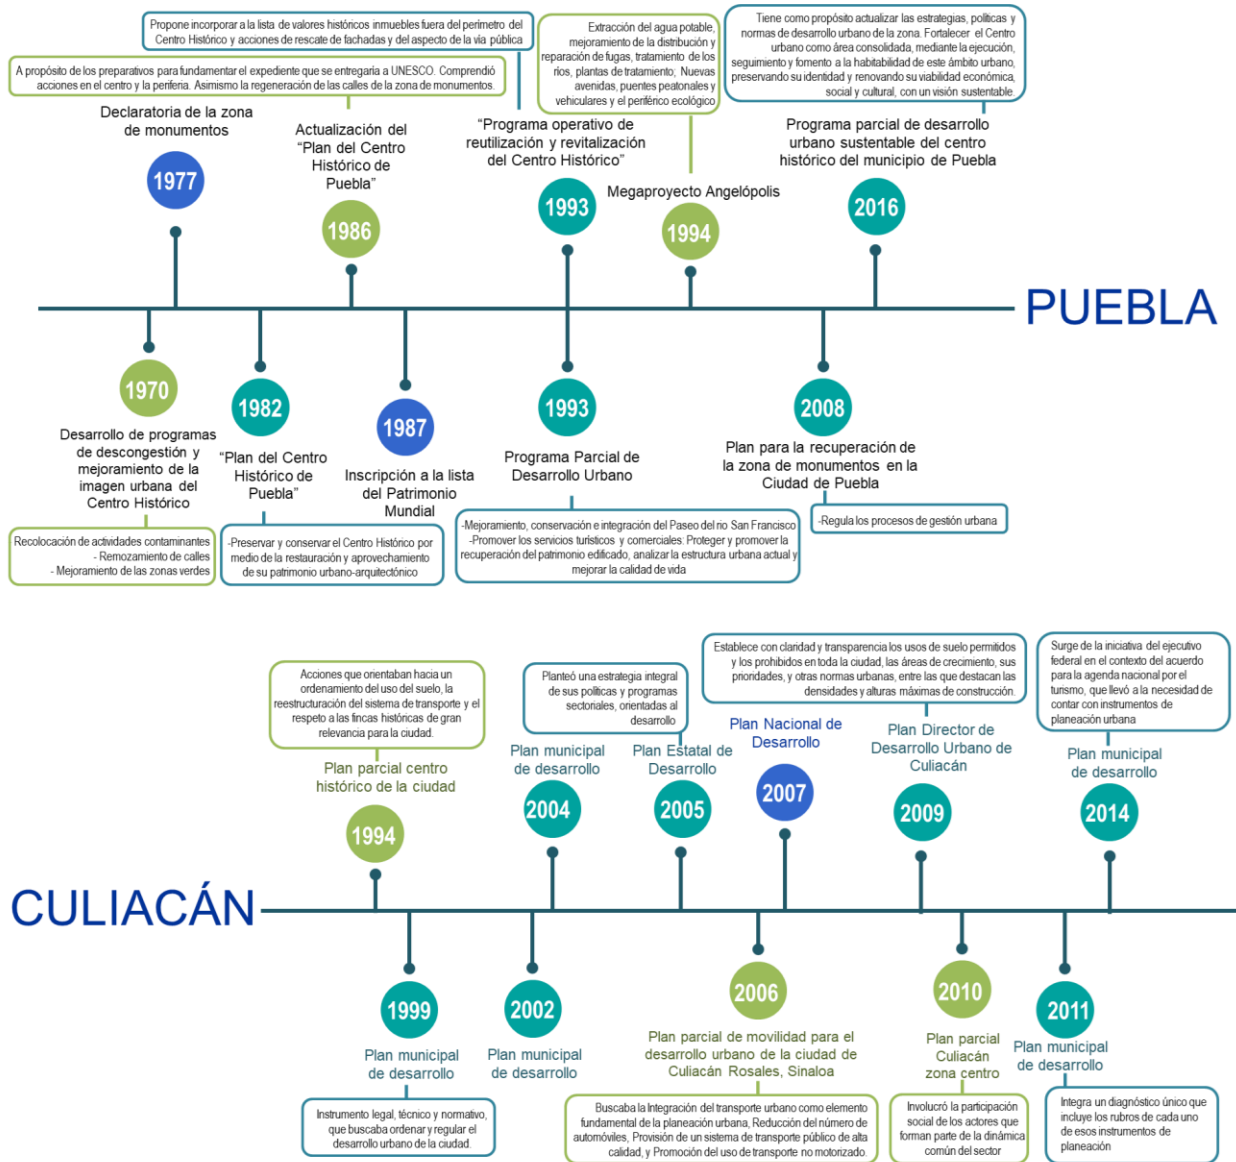 Propone incorporar a la lista de valores históricos inmuebles fuera del perimetro del
Centro Histórico y acciones de rescate de fachadas y del aspecto de la via pública
A propósito de los preparativos para fundamentar el expediente que se entregaría a UNESCO. Comprendió
acciones en el centro y la periferia. Asimismo la regeneración de las calles de la zona de monumentos.
Extracción del agua potable,
mejoramiento de la distribución y
reparación de fugas, tratamiento de los
ríos, plantas de tratamiento; Nuevas
avenidas, puentes peatonales y
vehiculares y el periférico ecológico
Tiene como propósito actualizar las estrategias, políticas y
normas de desarrollo urbano de la zona. Fortalecer el Centro
urbano como área consolidada, mediante la ejecución,
seguimiento y fomento a la habitabilidad de este ámbito urbano,
preservando su identidad y renovando su viabilidad económica,
social y cultural, con un visión sustentable.
Declaratoria de la zona
de monumentos
1977
Actualización del
“Plan del Centro
Histórico de
Puebla”
1986
“Programa operativo de
reutilización y revitalización
del Centro Histórico”
1993
Megaproyecto Angelópolis
1994
Programa parcial de desarrollo
urbano sustentable del centro
histórico del municipio de Puebla
2016
PUEBLA
1970
Desarrollo de programas
de descongestión y
mejoramiento de la
imagen urbana del
Centro Histórico
Recolocación de actividades contaminantes
- Remozamiento de calles
- Mejoramiento de las zonas verdes
1982
“Plan del Centro
Histórico de
Puebla”
-Preservar y conservar el Centro Histórico por
medio de la restauración y aprovechamiento
de su patrimonio urbano-arquitectónico
1987
Inscripción a la lista
del Patrimonio
Mundial
1993
Programa Parcial de
Desarrollo Urbano
-Mejoramiento, conservación e integración del Paseo del rio San Francisco
-Promover los servicios turísticos y comerciales: Proteger y promover la
recuperación del patrimonio edificado, analizar la estructura urbana actual y
mejorar la calidad de vida
2008
Plan para la recuperación de
la zona de monumentos en la
Ciudad de Puebla
-Regula los procesos de gestión urbana
Acciones que orientaban hacia un
ordenamiento del uso del suelo, la
reestructuración del sistema de transporte y el
respeto a las fincas históricas de gran
relevancia para la ciudad.
Plan parcial centro
histórico de la ciudad
1994
Planteó una estrategia integral
de sus políticas y programas
sectoriales, orientadas al
desarrollo
Plan municipal
de desarrollo
2004
Plan Estatal de
Desarrollo
2005
Establece con claridad y transparencia los usos de suelo permitidos
y los prohibidos en toda la ciudad, las áreas de crecimiento, sus
prioridades, y otras normas urbanas, entre las que destacan las
densidades y alturas máximas de construcción.
Plan Nacional de
Desarrollo
2007
Plan Director de
Desarrollo Urbano de
Culiacán
2009
Surge de la iniciativa del ejecutivo
federal en el contexto del acuerdo
para la agenda nacional por el
turismo, que llevó a la necesidad de
contar con instrumentos de
planeación urbana
Plan municipal
de desarrollo
2014
CULIACÁN
1999
Plan municipal
de desarrollo
Instrumento legal, técnico y normativo,
que buscaba ordenar y regular el
desarrollo urbano de la ciudad.
2002
Plan municipal
de desarrollo
2006
Plan parcial de movilidad para el
desarrollo urbano de la ciudad de
Culiacán Rosales, Sinaloa
Buscaba la Integración del transporte urbano como elemento
fundamental de la planeación urbana, Reducción del número de
automóviles, Provisión de un sistema de transporte público de alta
calidad, y Promoción del uso de transporte no motorizado.
2010
Plan parcial
Culiacán
zona centro
Involucró la participación
social de los actores que
forman parte de la dinámica
común del sector
2011
Plan municipal
de desarrollo
Integra un diagnóstico único que
incluye los rubros de cada uno
de esos instrumentos de
planeación